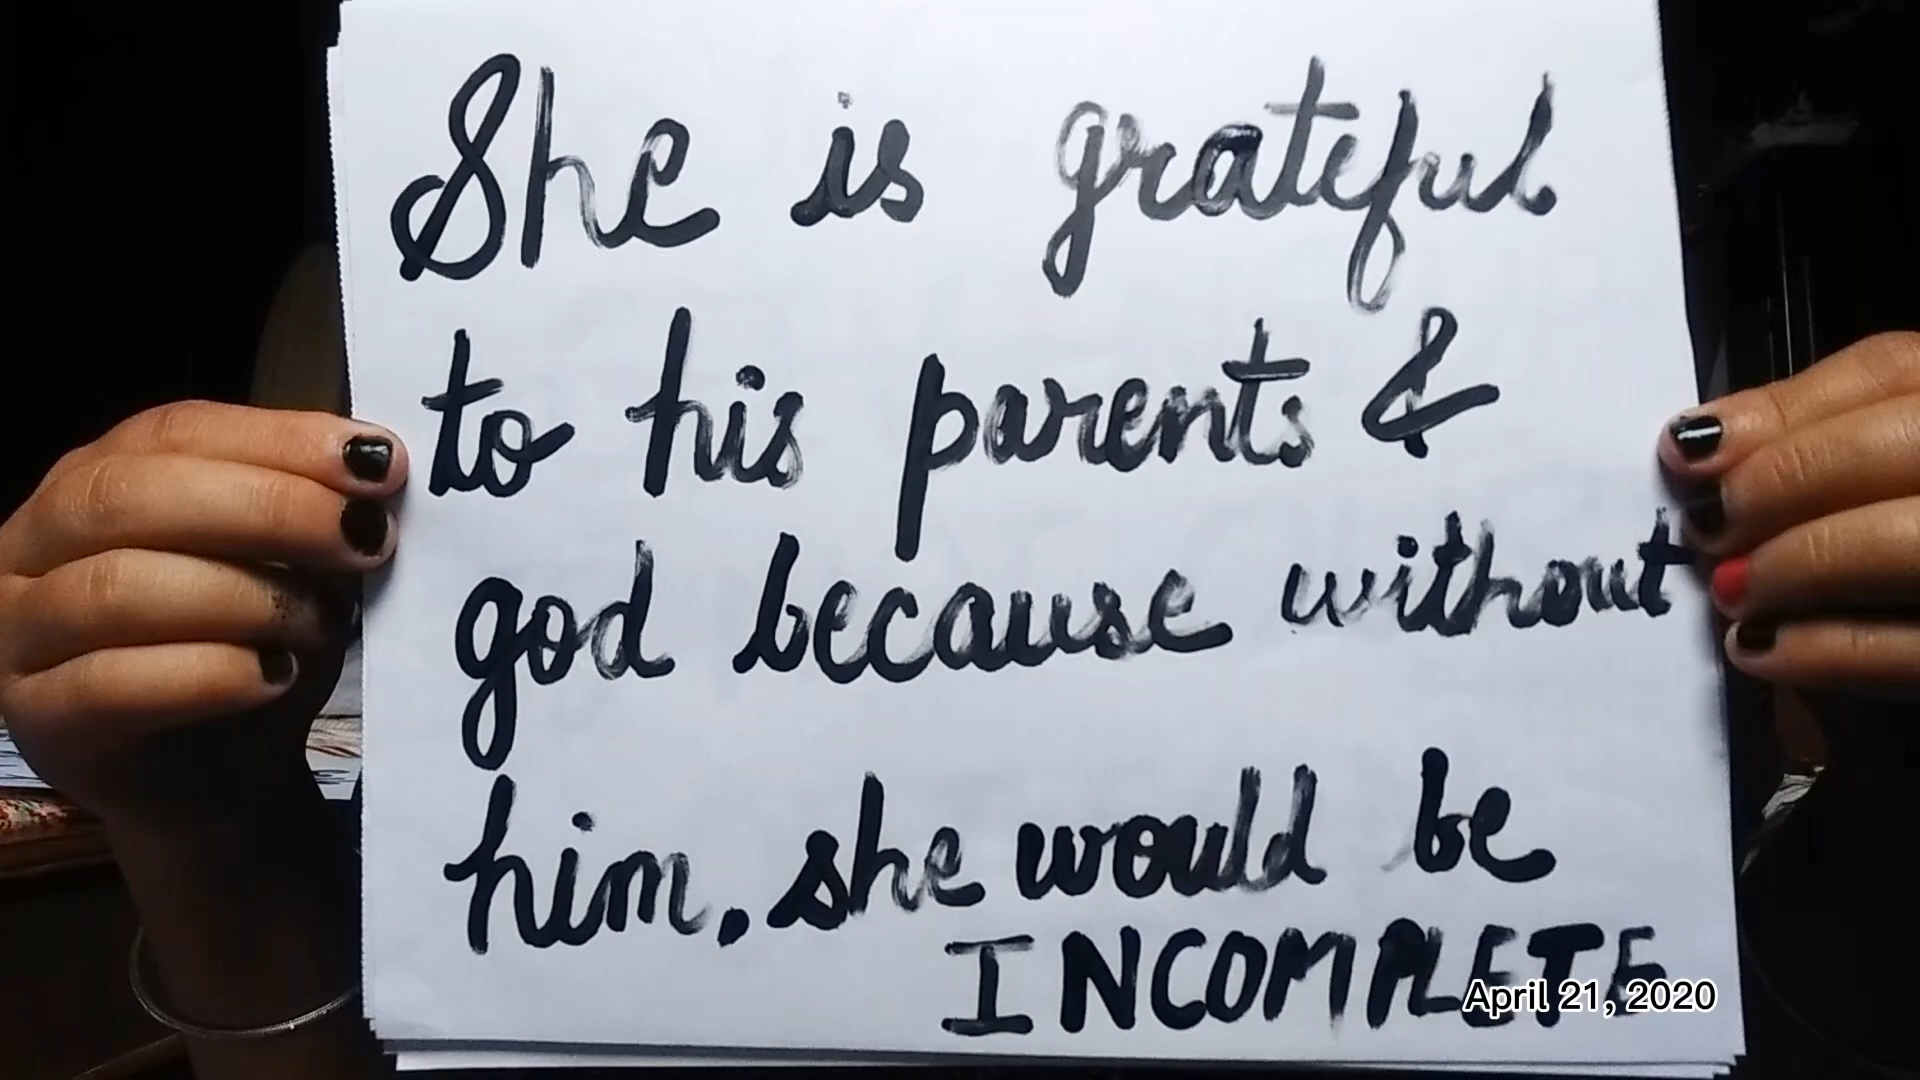 She is grateful
to his parents &
god because without
him, she would be
INCOMPLETE
April 21, 2020